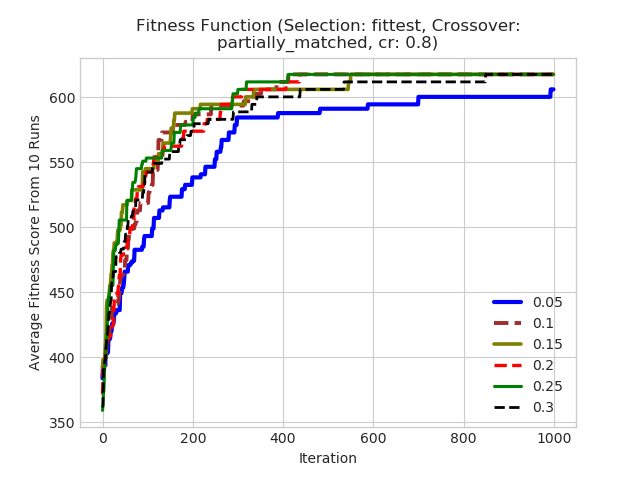 Fitness Function (Selection: fittest, Crossover:
partially_matched, cr: 0.8)
Average Fitness Score From 10 Runs
600
550
500
450
400
350
0.05
0.1
0.15
0.2
0.25
0.3
0 200 400 600 800 1000
Iteration